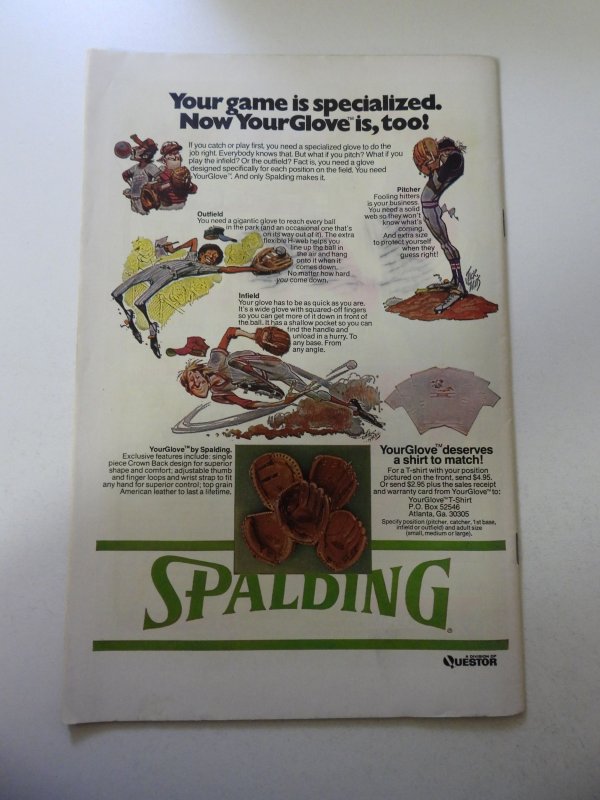 Your game is specialized.
Now YourGlove™ is, too!
If you catch or play first, you need a specialized glove to do the
job right. Everybody knows that. But what if you pitch? What if you
play the infield? Or the outfield? Fact is, you need a glove
designed specifically for each position on the field. You need
YourGlove™. And only Spalding makes it.
Pitcher
Fooling hitters
is your business.
You need a solid
web so they won't
know what's
coming.
And extra size
to protect yourself
when they
guess right!
Outfield
You need a gigantic glove to reach every ball
in the park (and an occasional one that's
on its way out of it). The extra
flexible H-web helps you
line up the ball in
the air and hang
onto it when it
comes down.
No matter how hard
you come down.
Infield
Your glove has to be as quick as you are.
It's a wide glove with squared-off fingers
so you can get more of it down in front of
the ball. It has a shallow pocket so you can
find the handle and
unload in a hurry. To
any base. From
any angle.
YourGlove™ by Spalding.
Exclusive features include: single
piece Crown Back design for superior
shape and comfort; adjustable thumb
and finger loops and wrist strap to fit
any hand for superior control; top grain
American leather to last a lifetime.
YourGlove™ deserves
a shirt to match!
For a T-shirt with your position
pictured on the front, send $4.95.
Or send $2.95 plus the sales receipt
and warranty card from YourGlove™ to:
YourGlove™ T-Shirt
P.O. Box 52546
Atlanta, Ga. 30305
Specify position (pitcher, catcher, 1st base,
infield or outfield) and adult size
(small, medium or large).
SPALDING®
A DIVISION OF
QUESTOR